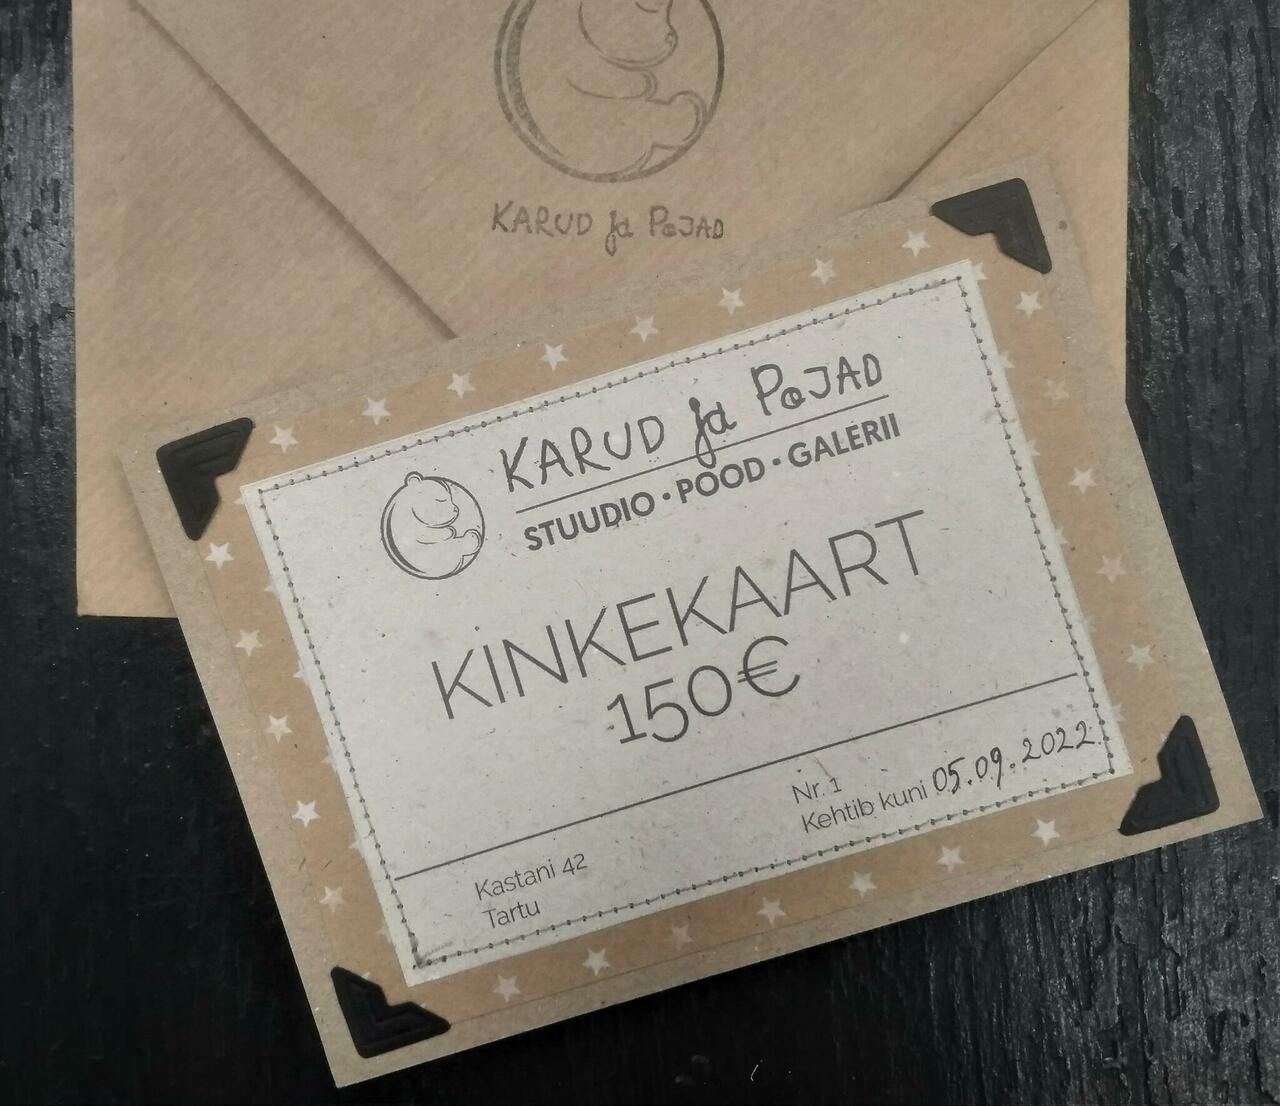 KARUD ja PoJAD
KARUD ja PoJAD
STUUDIO • POOD • GALERII
KINKEKAART
150€
Nr. 1
Kehtib kuni 05.09.2022
Kastani 42
Tartu